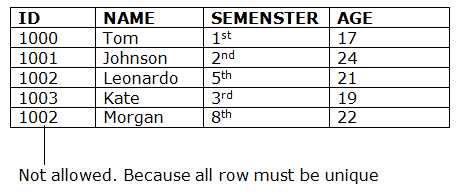 ID NAME SEMENSTER AGE
1000 Tom 1st 17
1001 Johnson 2nd 24
1002 Leonardo 5th 21
1003 Kate 3rd 19
1002 Morgan 8th 22
Not allowed. Because all row must be unique